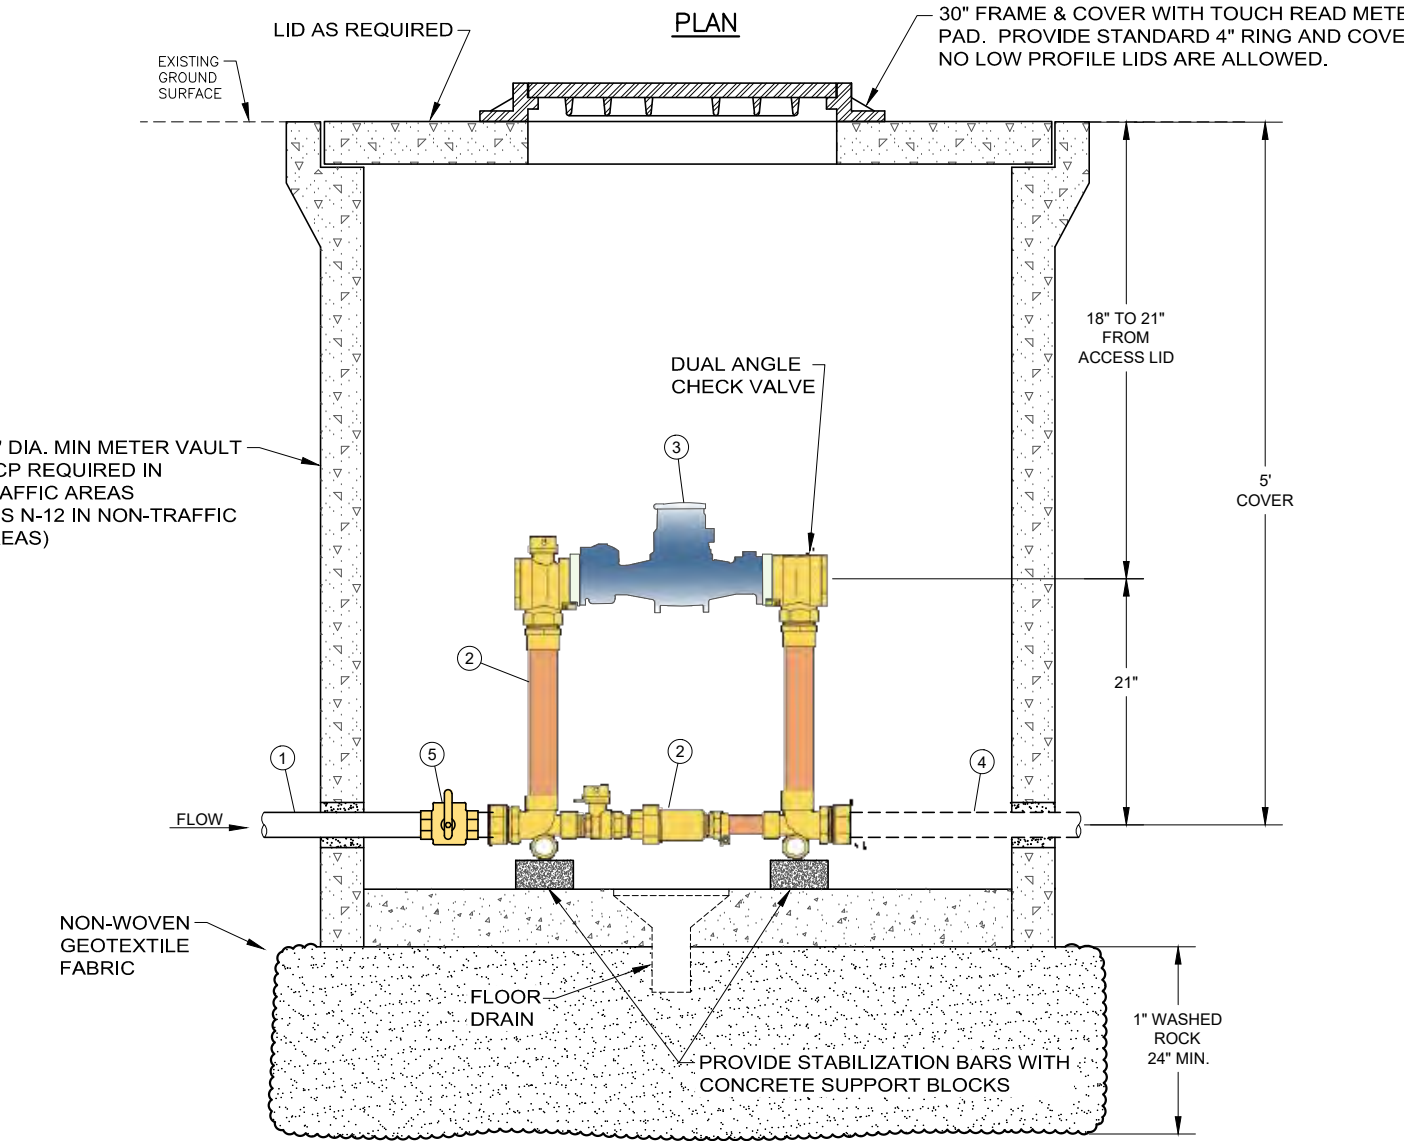 PLAN
LID AS REQUIRED
30" FRAME & COVER WITH TOUCH READ METE
PAD. PROVIDE STANDARD 4" RING AND COVE
NO LOW PROFILE LIDS ARE ALLOWED.
EXISTING
GROUND
SURFACE
18" TO 21"
FROM
ACCESS LID
DUAL ANGLE
CHECK VALVE
' DIA. MIN METER VAULT
CP REQUIRED IN
AFFIC AREAS
S N-12 IN NON-TRAFFIC
EAS)
3
5'
COVER
2
21"
1
5
2
4
FLOW
NON-WOVEN
GEOTEXTILE
FABRIC
FLOOR
DRAIN
1" WASHED
ROCK
24" MIN.
PROVIDE STABILIZATION BARS WITH
CONCRETE SUPPORT BLOCKS